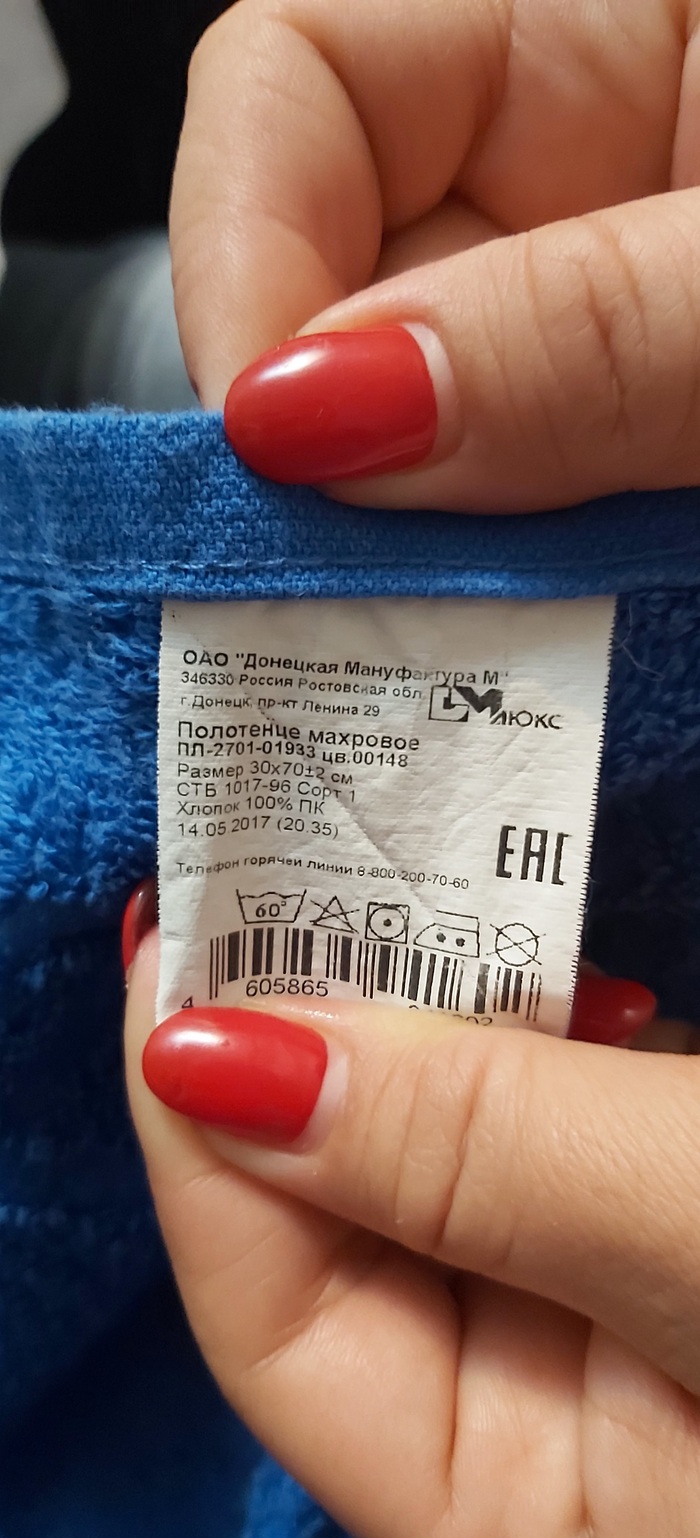 ОАО "Донецкая Мануфактура М"
346330 Россия Ростовская обл.
г.Донецк, пр-кт Ленина 29
ЛЮКС
Полотенце махровое
ПЛ-2701-01933 цв.00148
Размер 30х70±2 см
СТБ 1017-96 Сорт 1
Хлопок 100% ПК
14.05.2017 (20.35)
EAC
Телефон горячей линии 8-800-200-70-60
60°
4 605865